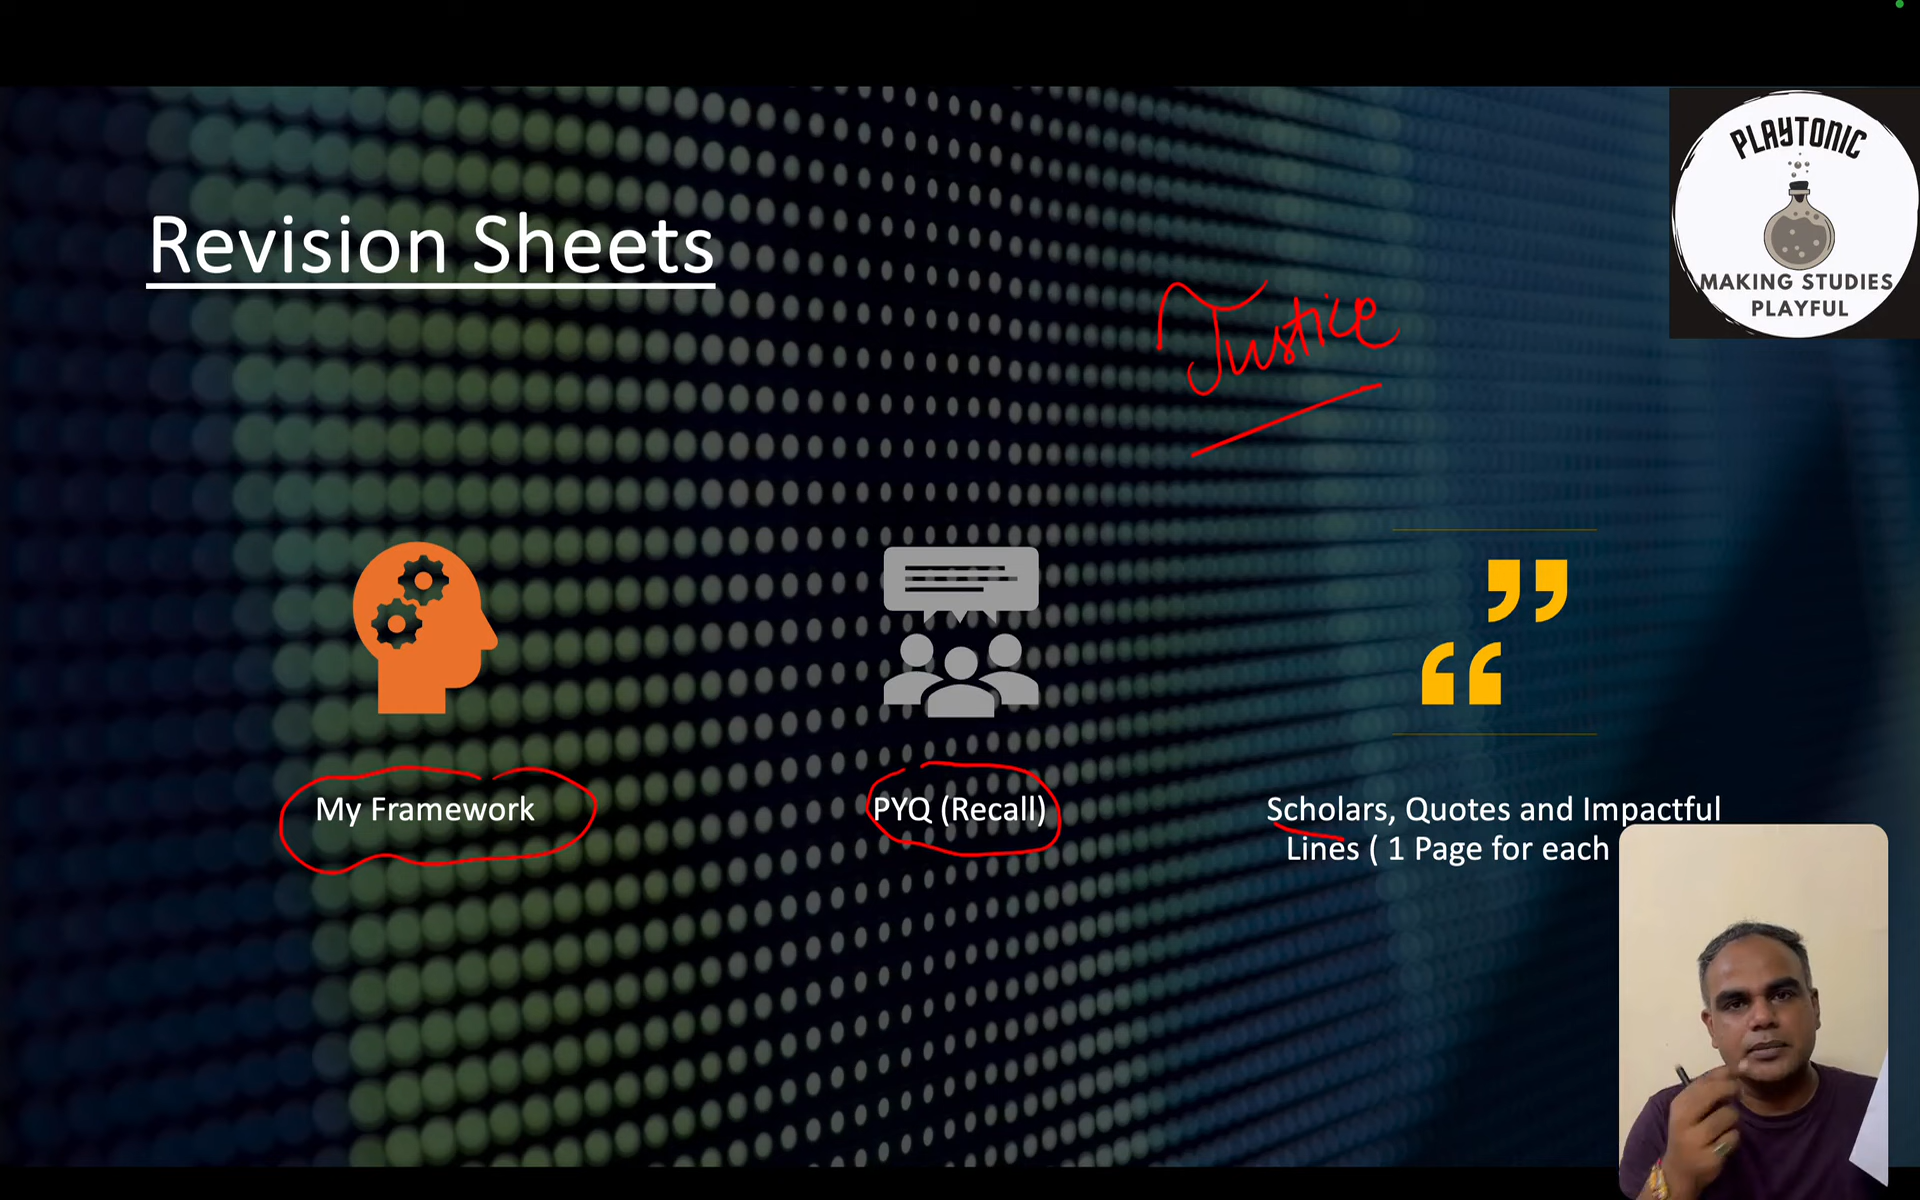 PLAYTONIC
MAKING STUDIES
PLAYFUL
Revision Sheets
Justice
My Framework
PYQ (Recall)
Scholars, Quotes and Impactful
Lines ( 1 Page for each